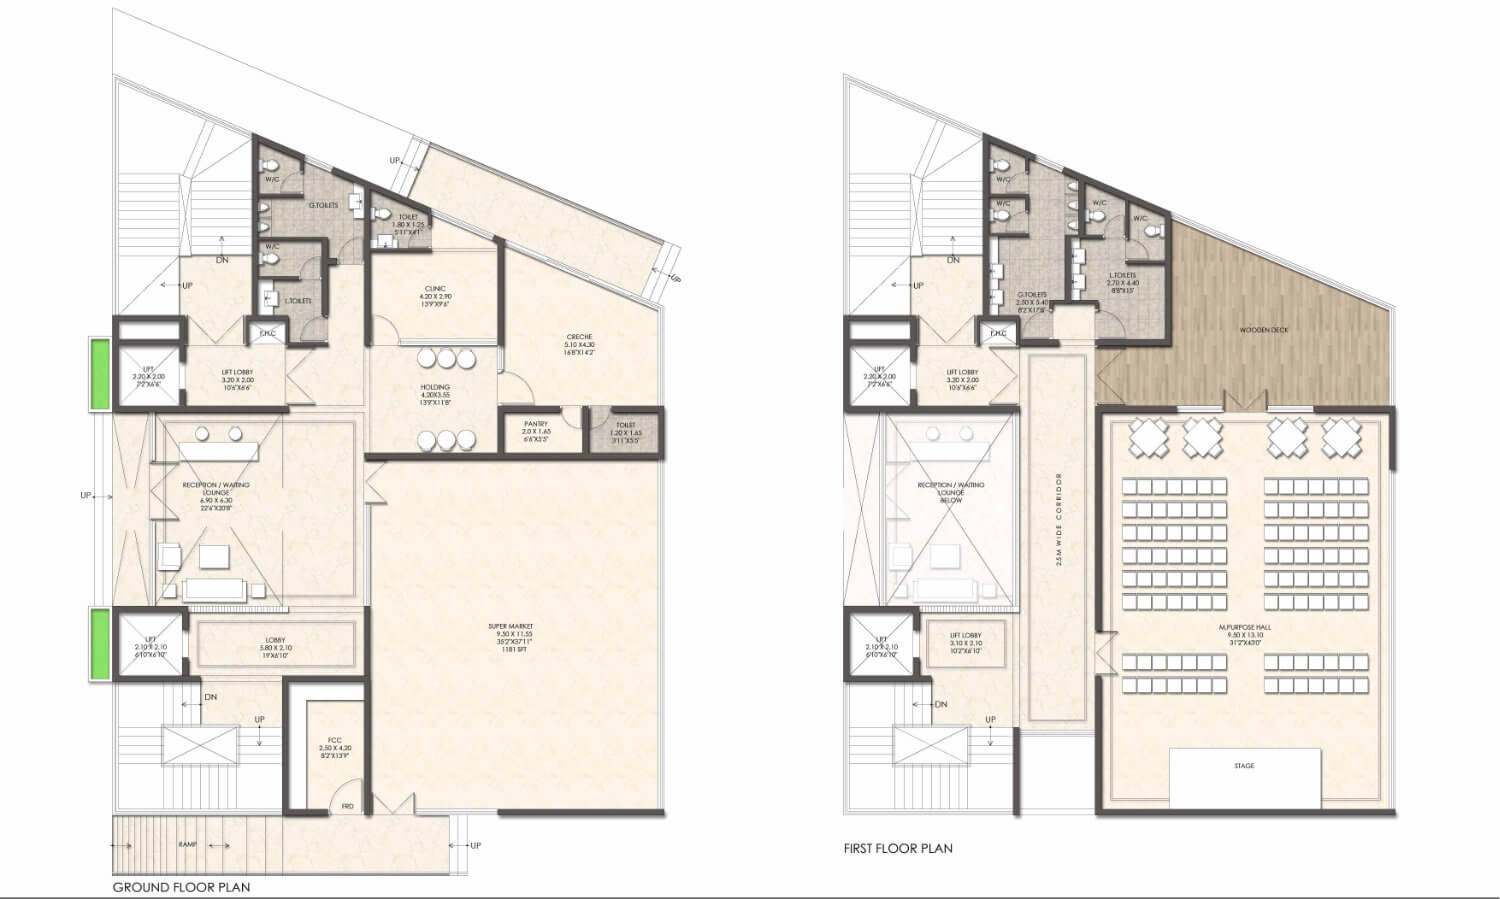 UP
W/C
G.TOILETS
TOILET
1.80 X 1.25
5'11"X4'1"
W/C
DN
UP
L.TOILETS
CLINIC
4.20 X 2.90
13'9"X9'6"
UP
F.H.C
CRECHE
5.10 X4.30
16'8"X14'2"
LIFT
2.20 X 2.00
7'2"X6'6"
LIFT LOBBY
3.20 X 2.00
10'6"X6'6"
HOLDING
4.20X3.55
13'9"X11'8"
PANTRY
2.0 X 1.65
6'6"X5'5"
TOILET
1.20 X 1.65
3'11"X5'5"
UP
RECEPTION / WAITING
LOUNGE
6.90 X 6.30
22'6"X20'8"
SUPER MARKET
9.50 X 11.55
35'2"X37'11"
1181 SFT
LIFT
2.10 X 2.10
6'10"X6'10"
LOBBY
5.80 X 2.10
19'X6'10"
DN
UP
FCC
2.50 X 4.20
8'2"X13'9"
FRD
RAMP
UP
GROUND FLOOR PLAN
W/C
W/C
W/C
W/C
DN
UP
G.TOILETS
2.50 X 5.40
8'2"X17'8"
L.TOILETS
2.70 X 4.40
8'8"X15'
F.H.C
WOODEN DECK
LIFT
2.20 X 2.00
7'2"X6'6"
LIFT LOBBY
3.20 X 2.00
10'6"X6'6"
RECEPTION / WAITING
LOUNGE
BELOW
2.5M WIDE CORRIDOR
M.PURPOSE HALL
9.50 X 13.10
31'2"X43'0"
LIFT
2.10 X 2.10
6'10"X6'10"
LIFT LOBBY
3.10 X 2.10
10'2"X6'10"
DN
UP
STAGE
FIRST FLOOR PLAN